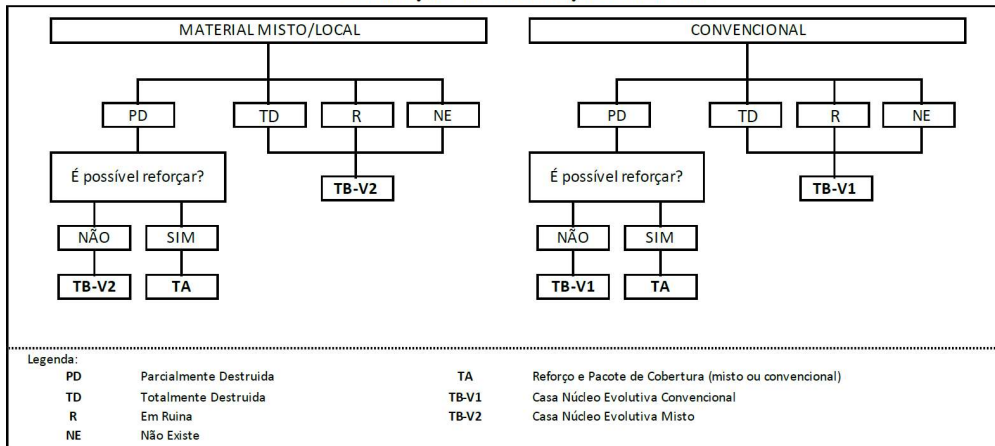 MATERIAL MISTO/LOCAL
PD
TD
R
NE
É possível reforçar?
TB-V2
NÃO
SIM
TB-V2
TA
CONVENCIONAL
PD
TD
R
NE
É possível reforçar?
TB-V1
NÃO
SIM
TB-V1
TA
Legenda:
PD Parcialmente Destruida
TD Totalmente Destruida
R Em Ruina
NE Não Existe
TA Reforço e Pacote de Cobertura (misto ou convencional)
TB-V1 Casa Núcleo Evolutiva Convencional
TB-V2 Casa Núcleo Evolutiva Misto